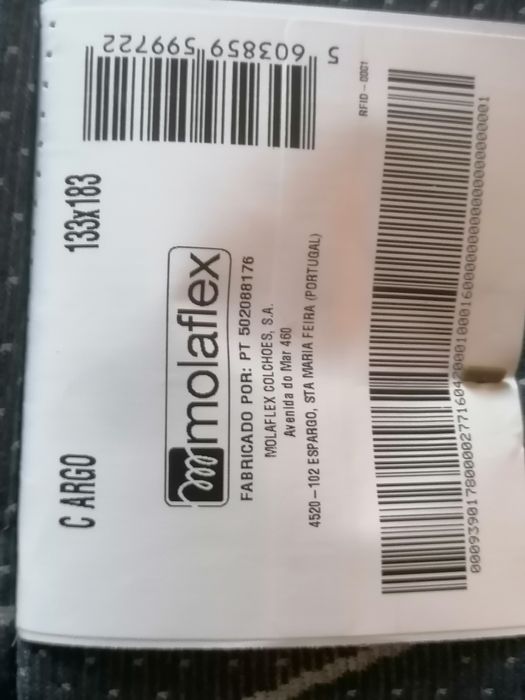 C ARGO 133x183
molaflex
FABRICADO POR: PT 502088176
MOLAFLEX COLCHOES, S.A.
Avenida do Mar 460
4520-102 ESPARGO, STA MARIA FEIRA (PORTUGAL)
5 603859 599722
RFID-0001